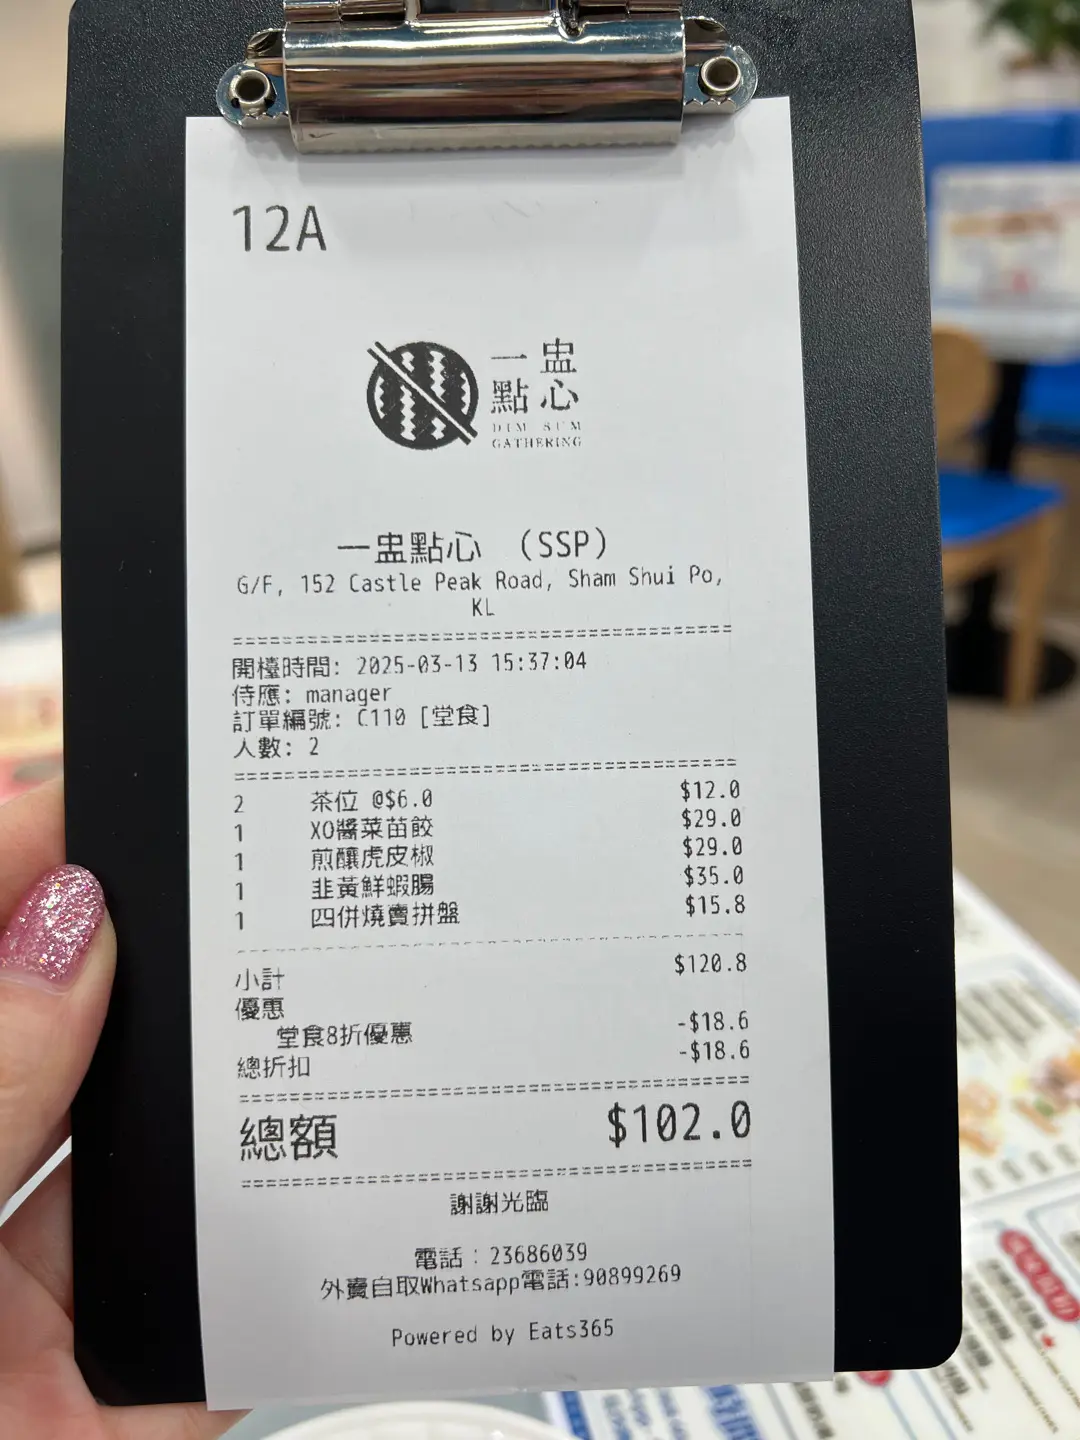 12A
一盅
點心
DIM SUM
GATHERING
一盅點心 (SSP)
G/F, 152 Castle Peak Road, Sham Shui Po,
KL
開檯時間: 2025-03-13 15:37:04
侍應: manager
訂單編號: C110 [堂食]
人數: 2
2 茶位 @$6.0 $12.0
1 XO醬菜苗餃 $29.0
1 煎釀虎皮椒 $29.0
1 韭黃鮮蝦腸 $35.0
1 四併燒賣拼盤 $15.8
小計 $120.8
優惠
堂食8折優惠 -$18.6
總折扣 -$18.6
總額 $102.0
謝謝光臨
電話：23686039
外賣自取Whatsapp電話:90899269
Powered by Eats365